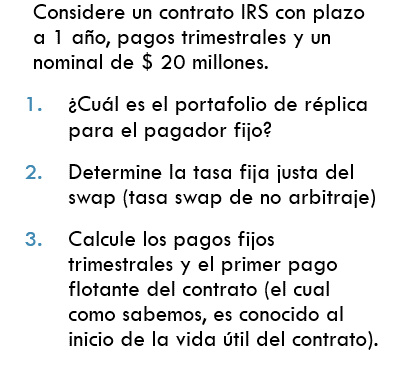 Considere un contrato IRS con plazo
a 1 año, pagos trimestrales y un
nominal de $ 20 millones.
1. ¿Cuál es el portafolio de réplica
para el pagador fijo?
2. Determine la tasa fija justa del
swap (tasa swap de no arbitraje)
3. Calcule los pagos fijos
trimestrales y el primer pago
flotante del contrato (el cual
como sabemos, es conocido al
inicio de la vida útil del contrato).